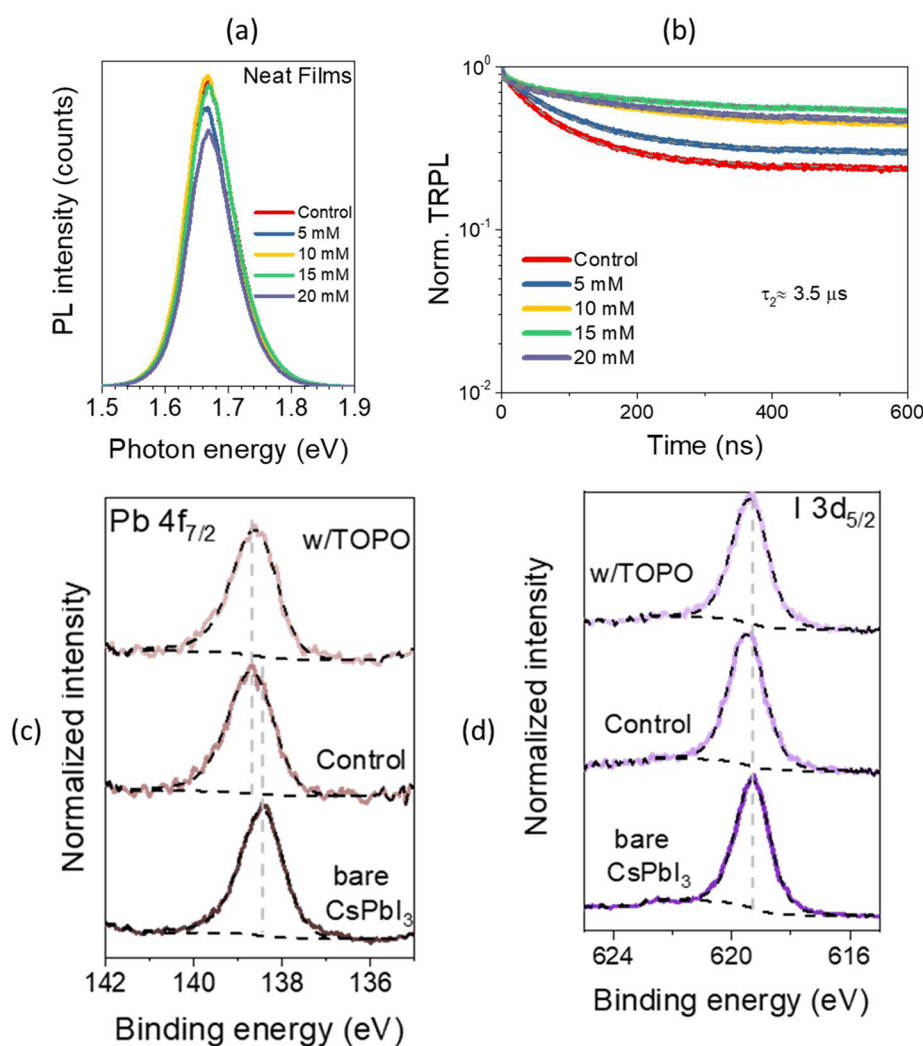 (a)
Neat Films
PL intensity (counts)
Control
5 mM
10 mM
15 mM
20 mM
1.5 1.6 1.7 1.8 1.9
Photon energy (eV)
(b)
10⁰
10⁻¹
10⁻²
Norm. TRPL
Control
5 mM
10 mM
15 mM
20 mM
τ₂≈ 3.5 μs
0 200 400 600
Time (ns)
(c)
Pb 4f₇/₂
w/TOPO
Control
bare
CsPbI₃
Normalized intensity
142 140 138 136
Binding energy (eV)
(d)
I 3d₅/₂
w/TOPO
Control
bare
CsPbI₃
Normalized intensity
624 620 616
Binding energy (eV)